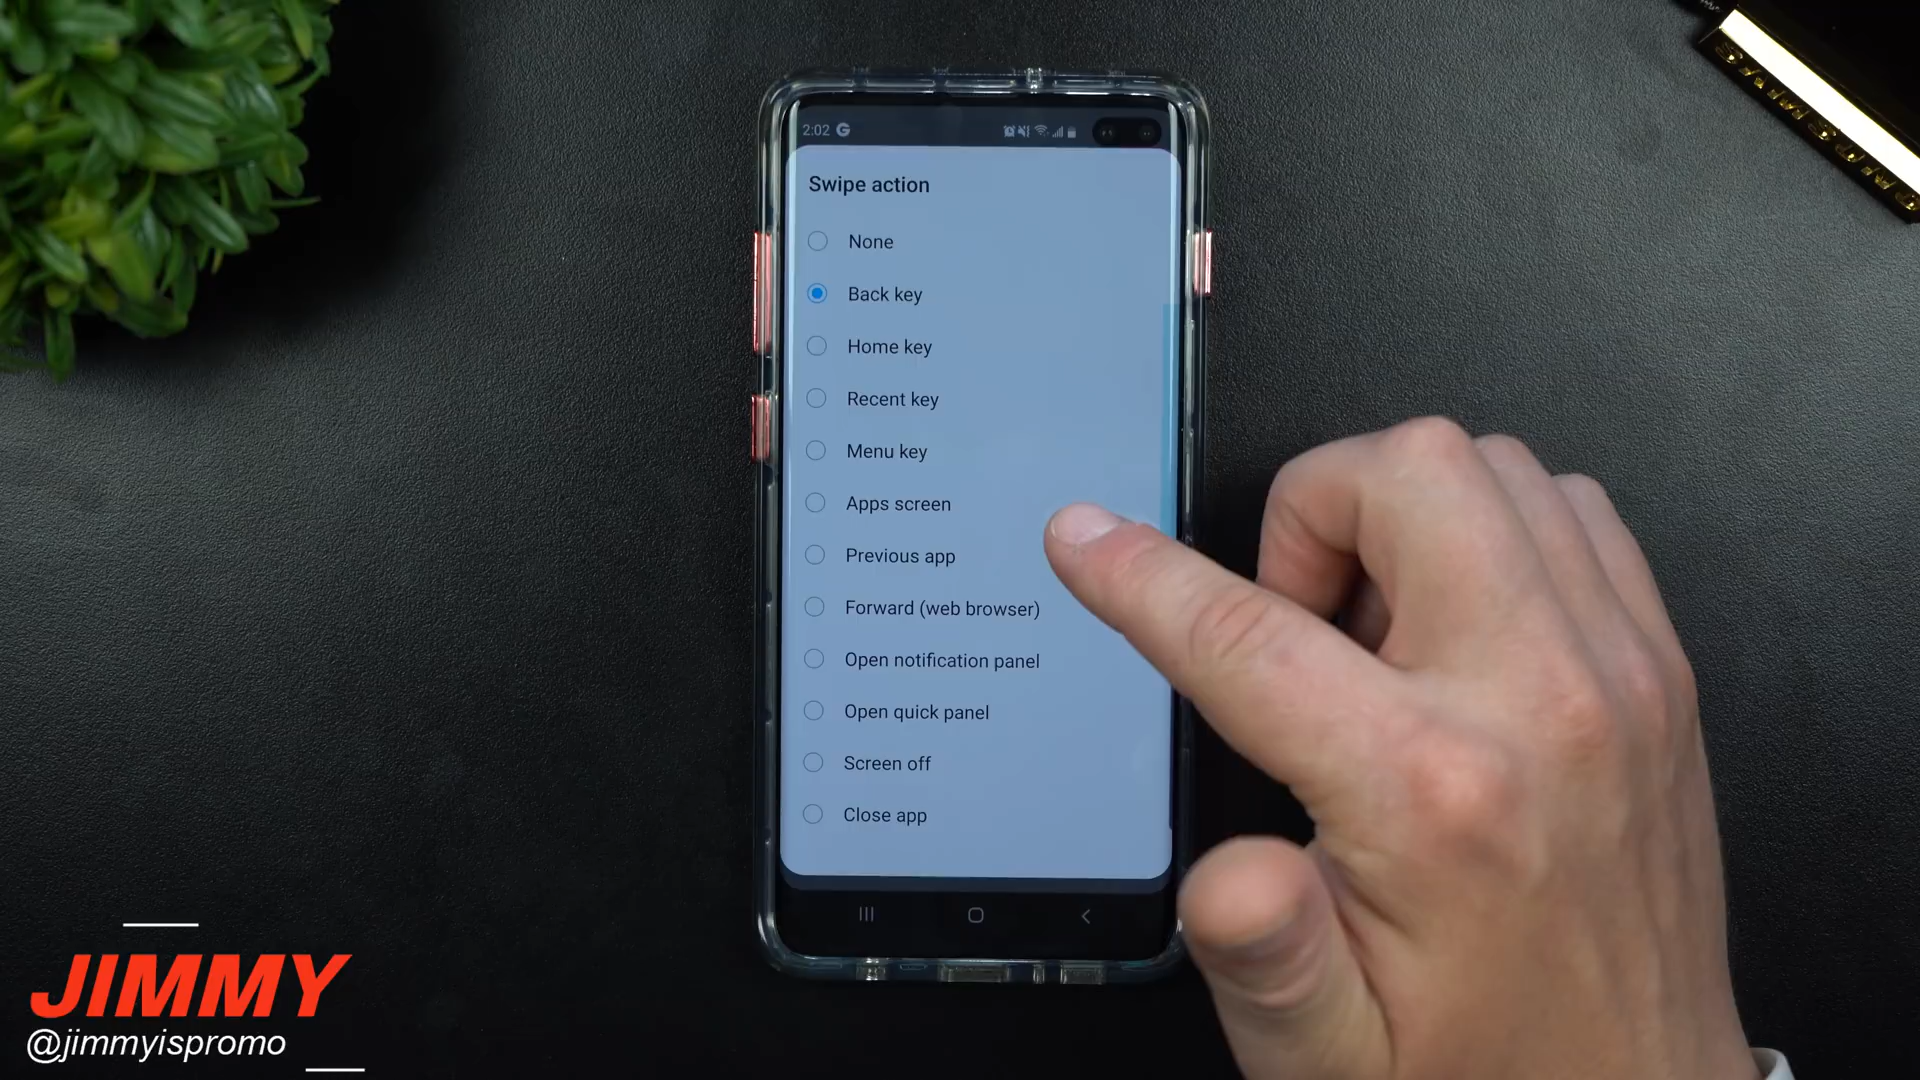 2:02
Swipe action
None
Back key
Home key
Recent key
Menu key
Apps screen
Previous app
Forward (web browser)
Open notification panel
Open quick panel
Screen off
Close app
JIMMY
@jimmyispromo